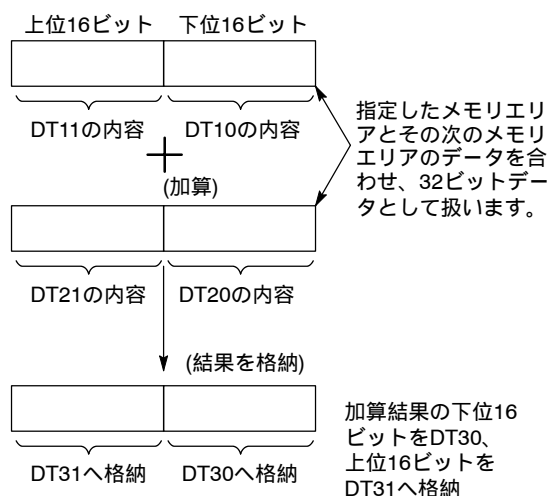 上位16ビット 下位16ビット
DT11の内容 DT10の内容
指定したメモリエリ
アとその次のメモリ
エリアのデータを合
わせ、32ビットデー
タとして扱います。
(加算)
DT21の内容 DT20の内容
(結果を格納)
DT31へ格納 DT30へ格納
加算結果の下位16
ビットをDT30、
上位16ビットを
DT31へ格納